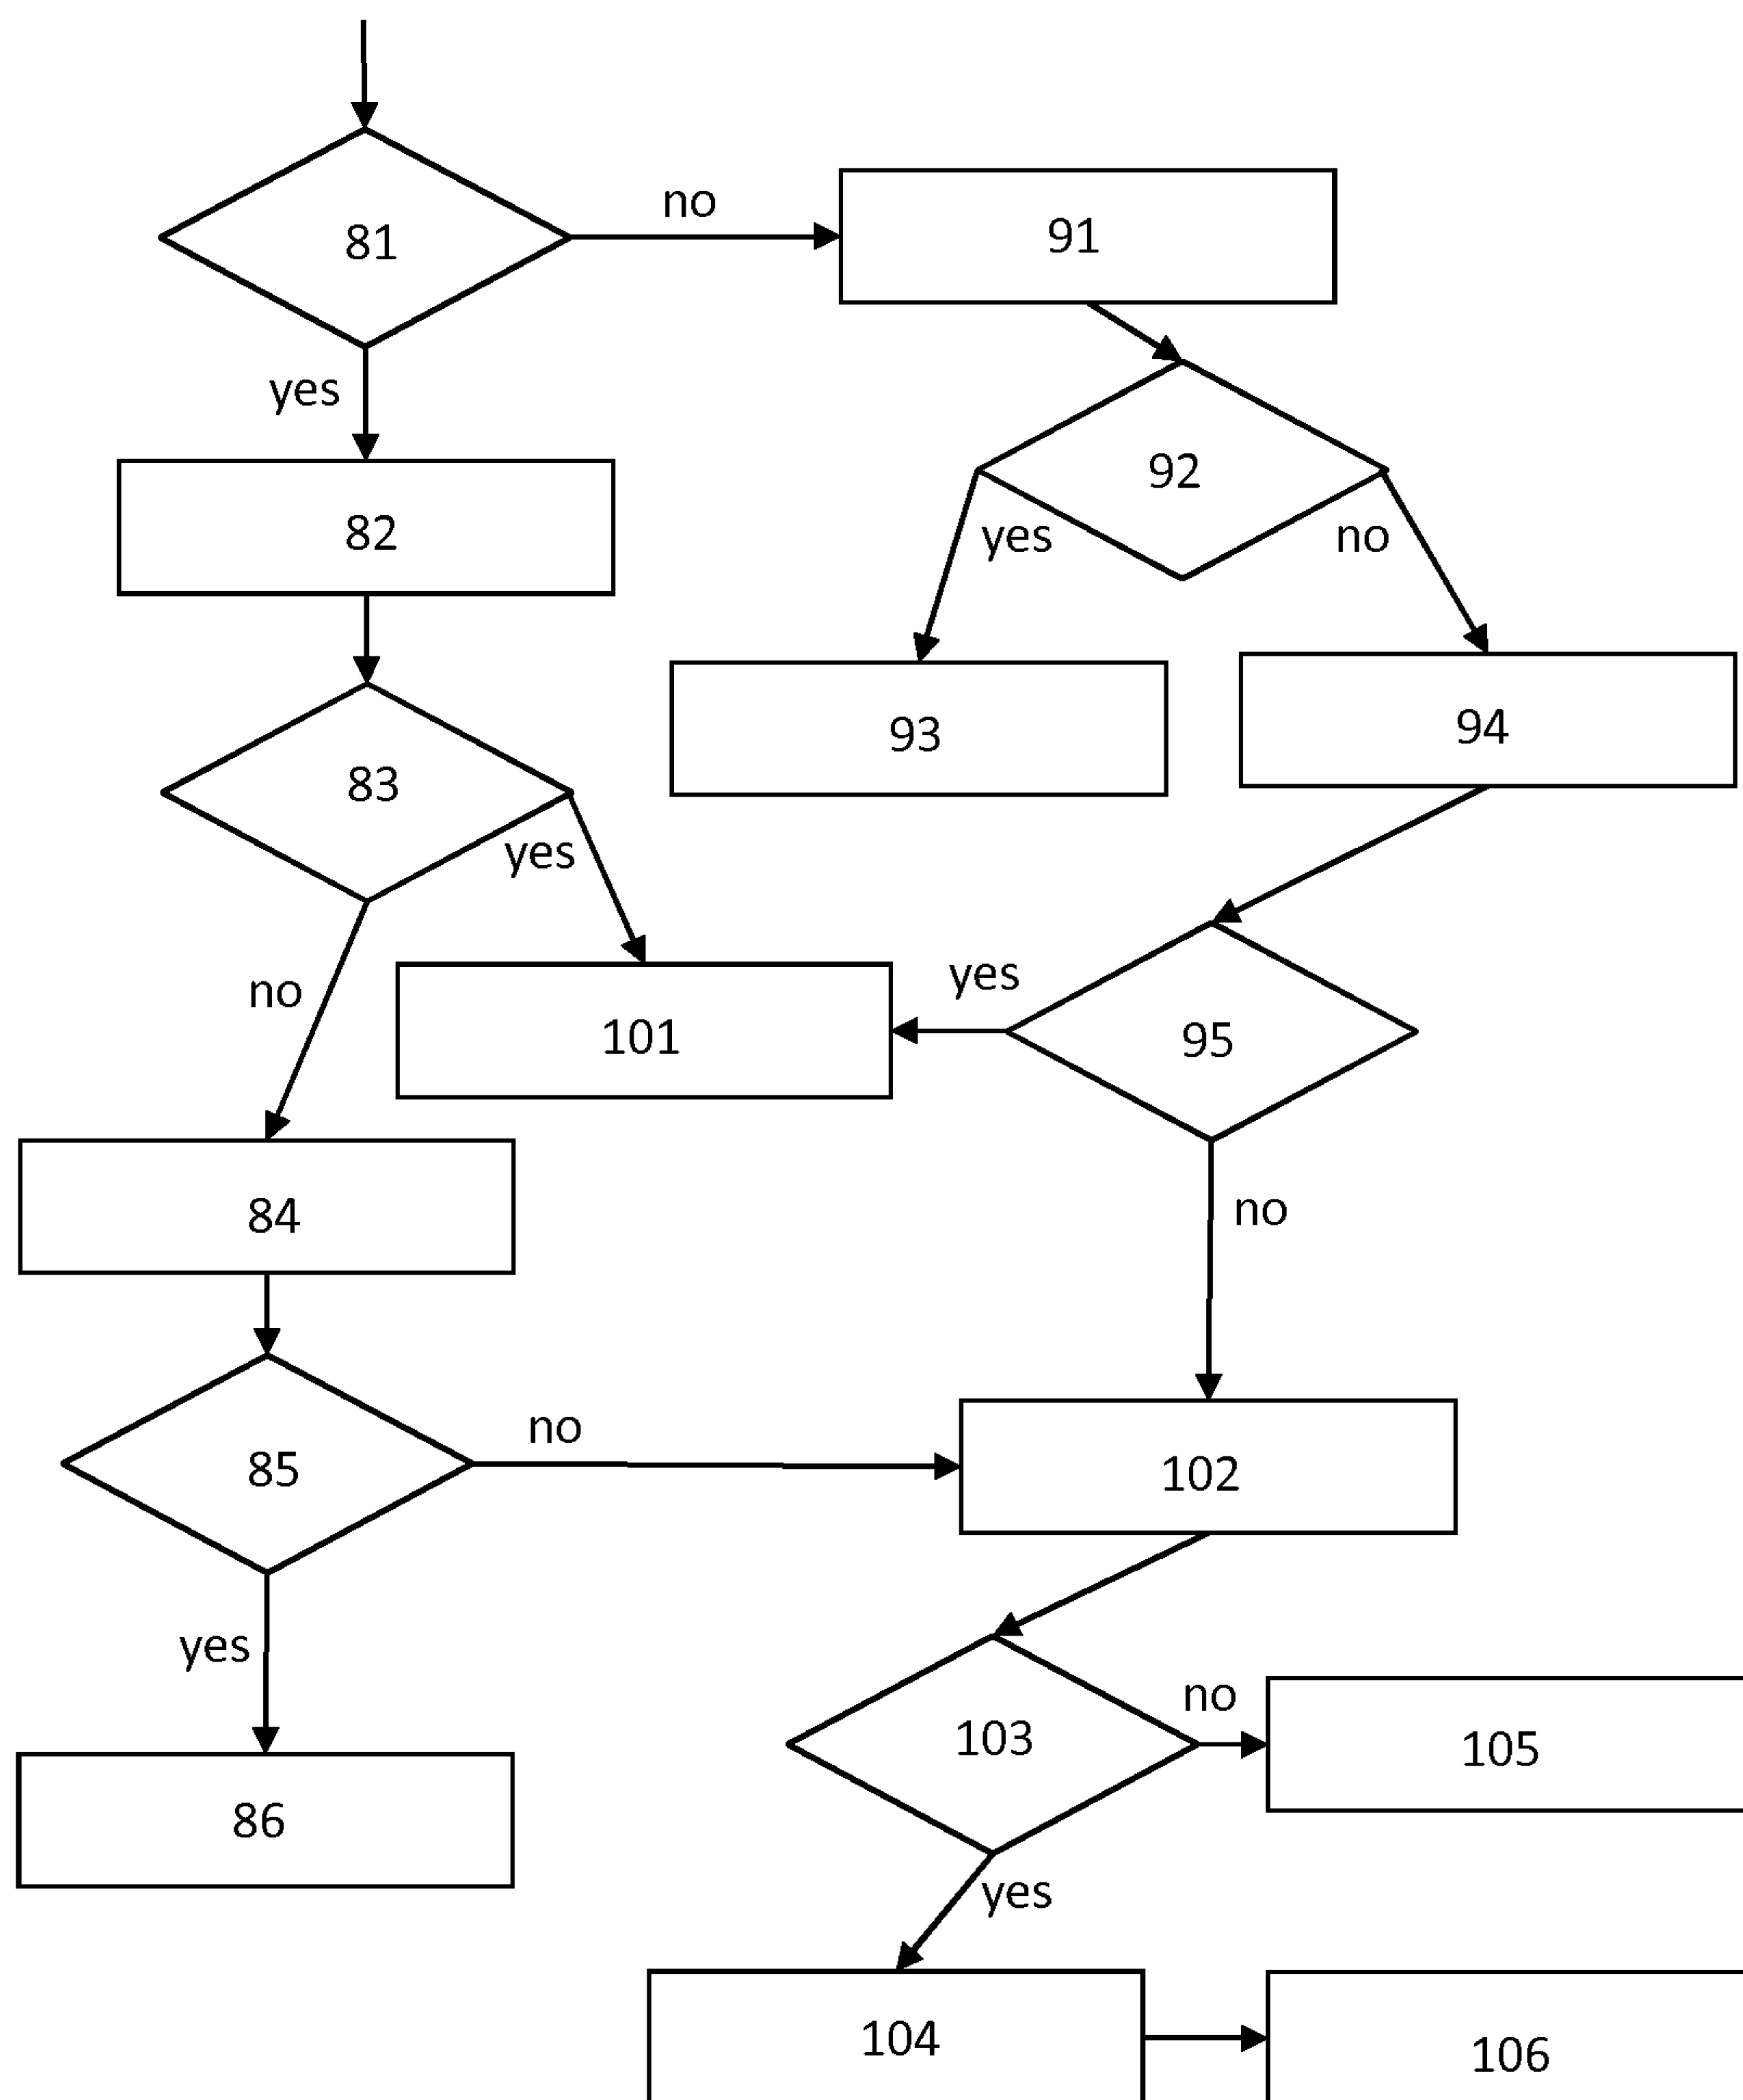 81
no
91
yes
92
82
yes
no
93
94
83
yes
no
yes
101
95
84
no
no
85
102
yes
no
103
105
86
yes
104
106